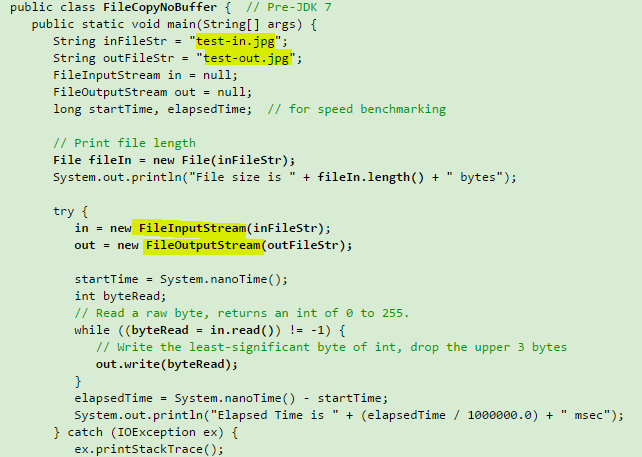 public class FileCopyNoBuffer {  // Pre-JDK 7
   public static void main(String[] args) {
      String inFileStr = "test-in.jpg";
      String outFileStr = "test-out.jpg";
      FileInputStream in = null;
      FileOutputStream out = null;
      long startTime, elapsedTime;  // for speed benchmarking

      // Print file length
      File fileIn = new File(inFileStr);
      System.out.println("File size is " + fileIn.length() + " bytes");

      try {
         in = new FileInputStream(inFileStr);
         out = new FileOutputStream(outFileStr);

         startTime = System.nanoTime();
         int byteRead;
         // Read a raw byte, returns an int of 0 to 255.
         while ((byteRead = in.read()) != -1) {
            // Write the least-significant byte of int, drop the upper 3 bytes
            out.write(byteRead);
         }
         elapsedTime = System.nanoTime() - startTime;
         System.out.println("Elapsed Time is " + (elapsedTime / 1000000.0) + " msec");
      } catch (IOException ex) {
         ex.printStackTrace();